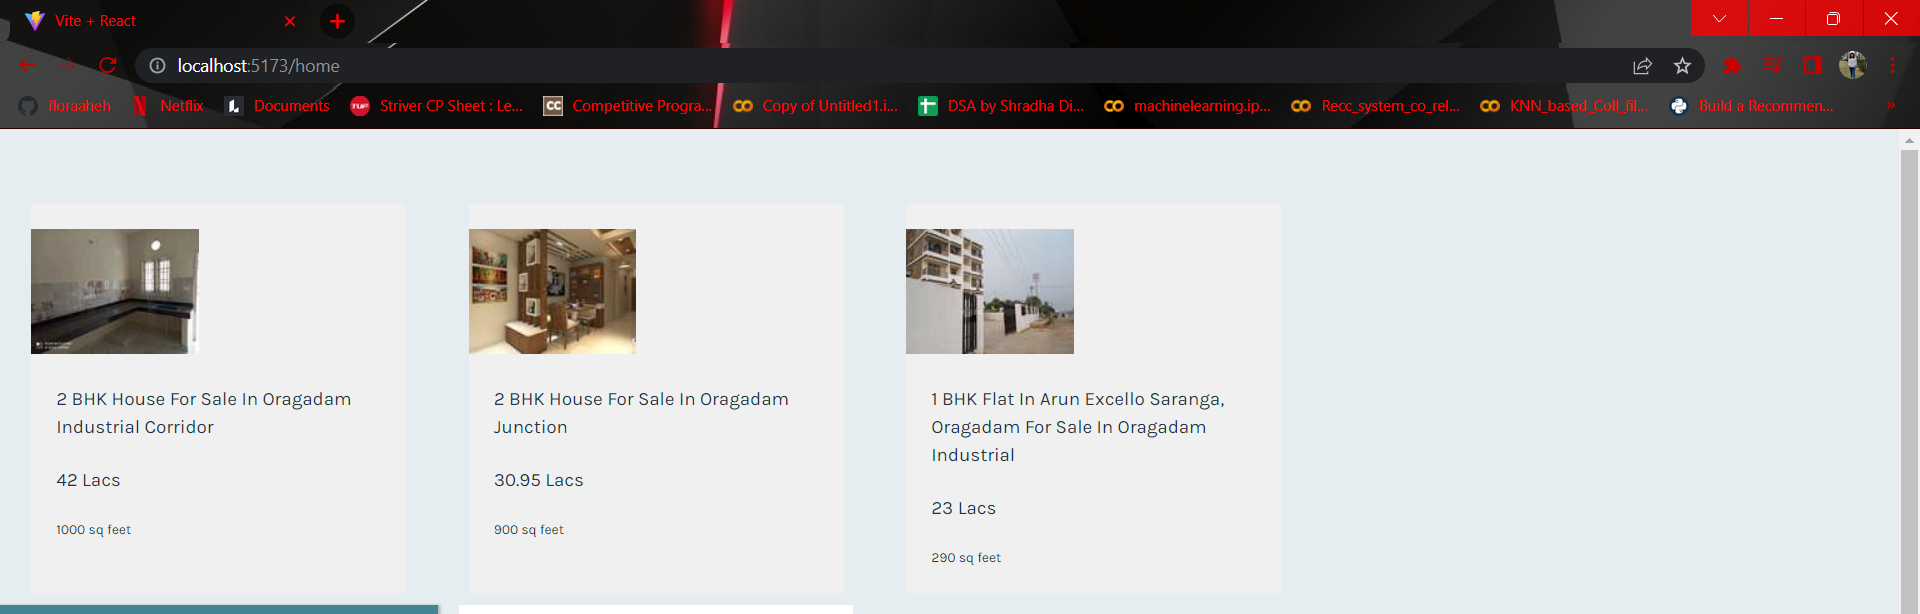 Vite + React
localhost:5173/home
floraaheh Netflix Documents Striver CP Sheet : Le... Competitive Progra... Copy of Untitled1.i... DSA by Shradha Di... machinelearning.ip... Recc_system_co_rel... KNN_based_Coll_fil... Build a Recommen... »
TUF CC
2 BHK House For Sale In Oragadam
Industrial Corridor
42 Lacs
1000 sq feet
2 BHK House For Sale In Oragadam
Junction
30.95 Lacs
900 sq feet
1 BHK Flat In Arun Excello Saranga,
Oragadam For Sale In Oragadam
Industrial
23 Lacs
290 sq feet